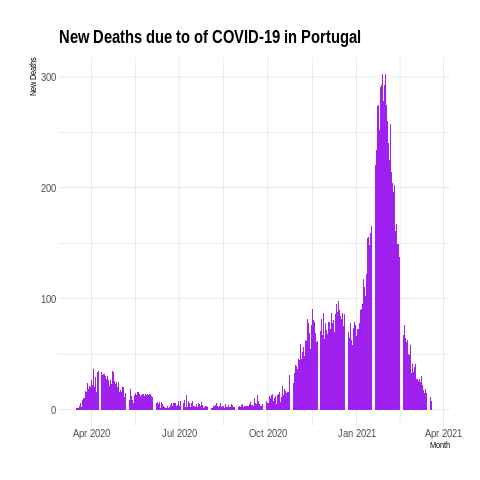 New Deaths due to of COVID-19 in Portugal
New Deaths
300
200
100
0
Apr 2020 Jul 2020 Oct 2020 Jan 2021 Apr 2021
Month